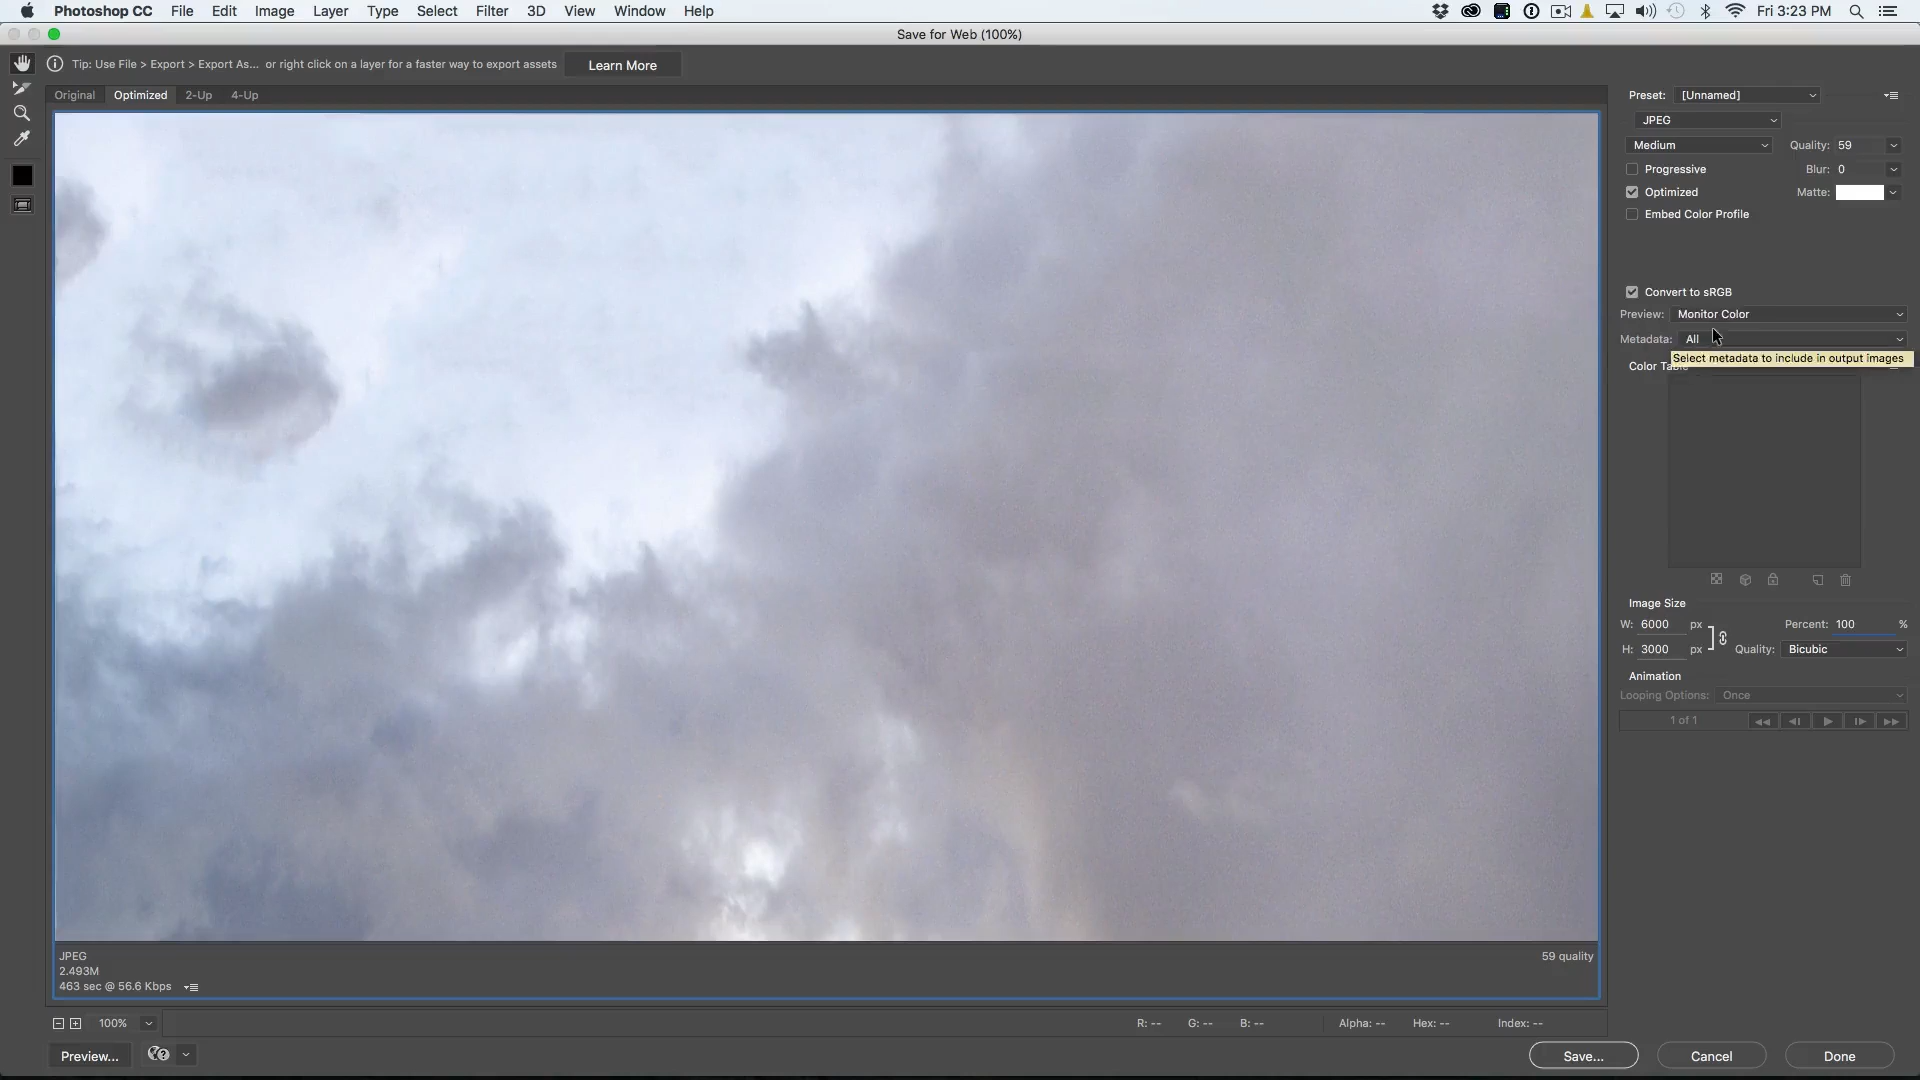 Photoshop CC File Edit Image Layer Type Select Filter 3D View Window Help Fri 3:23 PM
Save for Web (100%)
Tip: Use File > Export > Export As... or right click on a layer for a faster way to export assets Learn More
Original Optimized 2-Up 4-Up
Preset: [Unnamed]
JPEG
Medium Quality: 59
Progressive Blur: 0
Optimized Matte:
Embed Color Profile
Convert to sRGB
Preview: Monitor Color
Metadata: All
Select metadata to include in output images
Color
Image Size
W: 6000 px Percent: 100 %
H: 3000 px Quality: Bicubic
Animation
Looping Options: Once
1 of 1
JPEG 59 quality
2.493M
463 sec @ 56.6 Kbps
100% R: -- G: -- B: -- Alpha: -- Hex: -- Index: --
Preview... Save... Cancel Done